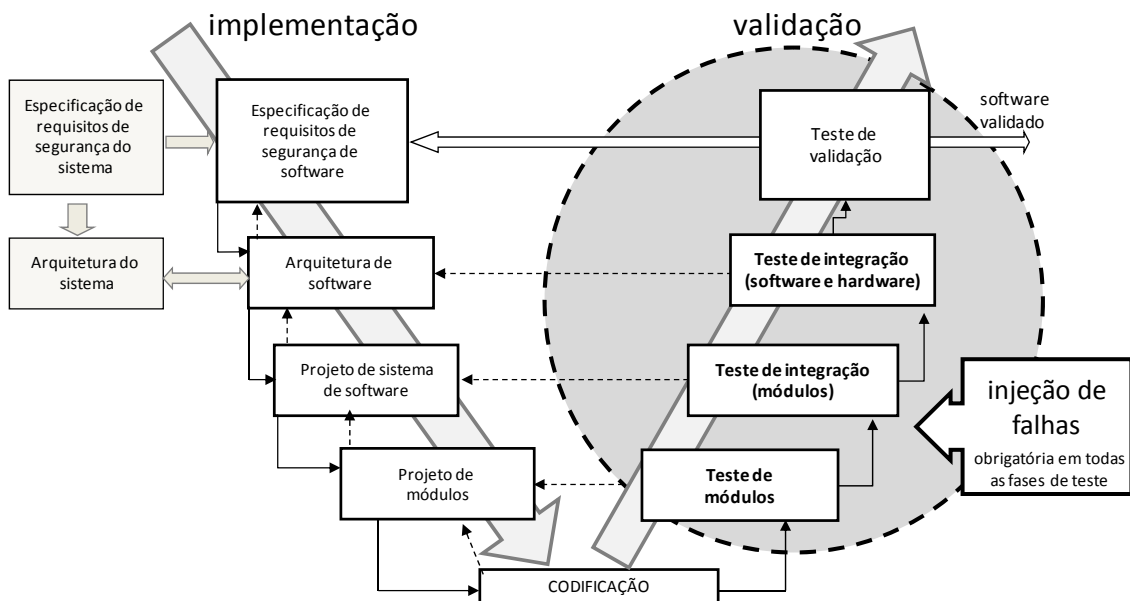 implementação
validação
Especificação de
requisitos de
segurança do
sistema
Especificação de
requisitos de
segurança de
software
Teste de
validação
software
validado
Arquitetura do
sistema
Arquitetura de
software
Teste de integração
(software e hardware)
Projeto de sistema
de software
Teste de integração
(módulos)
injeção de
falhas
obrigatória em todas
as fases de teste
Projeto de
módulos
Teste de
módulos
CODIFICAÇÃO